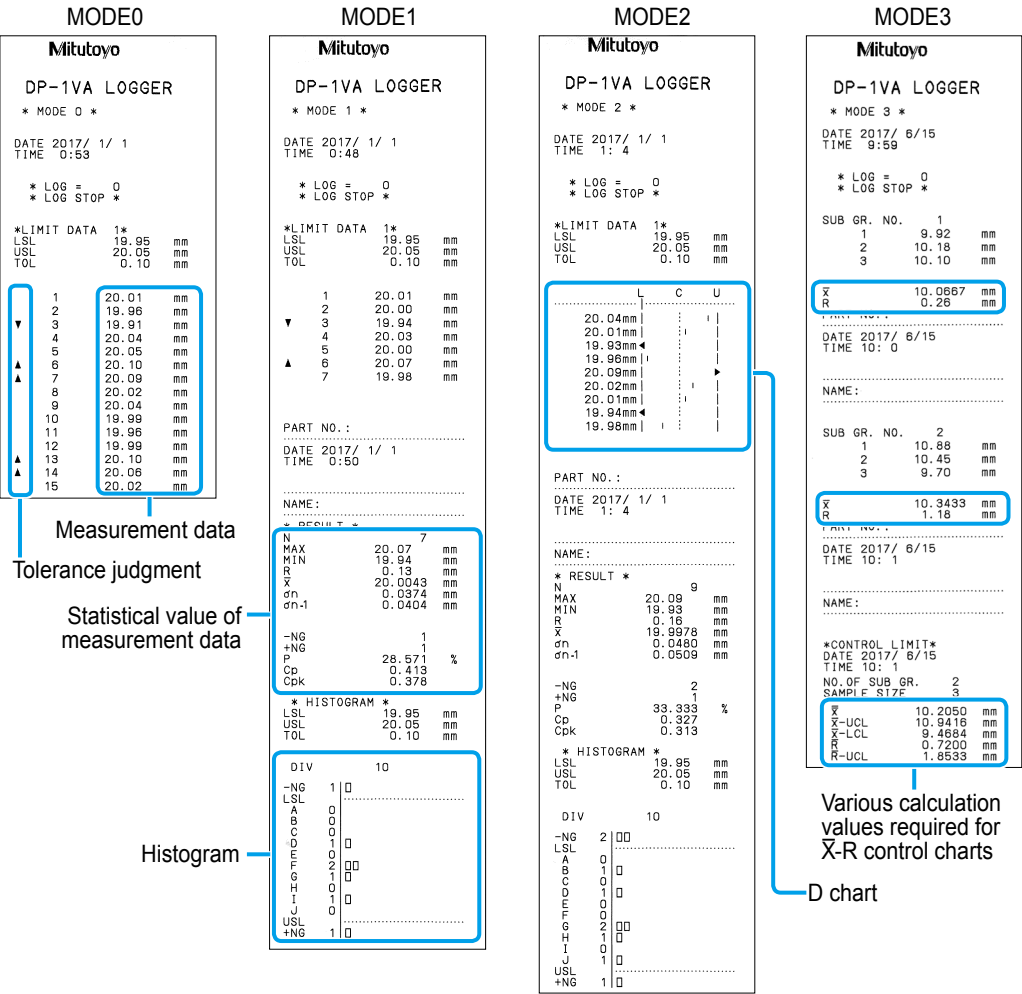 MODE0
Mitutoyo
DP-1VA LOGGER
* MODE 0 *
DATE 2017/ 1/ 1
TIME 0:53
* LOG = 0
* LOG STOP *
*LIMIT DATA 1*
LSL 19.95 mm
USL 20.05 mm
TOL 0.10 mm
1 20.01 mm
2 19.96 mm
▼ 3 19.91 mm
4 20.04 mm
5 20.05 mm
▲ 6 20.10 mm
▲ 7 20.09 mm
8 20.02 mm
9 20.04 mm
10 19.99 mm
11 19.96 mm
12 19.99 mm
▲ 13 20.10 mm
▲ 14 20.06 mm
15 20.02 mm
Measurement data
Tolerance judgment
MODE1
Mitutoyo
DP-1VA LOGGER
* MODE 1 *
DATE 2017/ 1/ 1
TIME 0:48
* LOG = 0
* LOG STOP *
*LIMIT DATA 1*
LSL 19.95 mm
USL 20.05 mm
TOL 0.10 mm
1 20.01 mm
2 20.00 mm
▼ 3 19.94 mm
4 20.03 mm
5 20.00 mm
▲ 6 20.07 mm
7 19.98 mm
PART NO.:
DATE 2017/ 1/ 1
TIME 0:50
NAME:
* RESULT *
N 7
MAX 20.07 mm
MIN 19.94 mm
R 0.13 mm
x̄ 20.0043 mm
σn 0.0374 mm
σn-1 0.0404 mm
-NG 1
+NG 1
P 28.571 %
Cp 0.413
Cpk 0.378
Statistical value of
measurement data
* HISTOGRAM *
LSL 19.95 mm
USL 20.05 mm
TOL 0.10 mm
DIV 10
-NG 1
LSL
A 0
B 0
C 0
D 1
E 0
F 2
G 1
H 0
I 1
J 0
USL
+NG 1
Histogram
MODE2
Mitutoyo
DP-1VA LOGGER
* MODE 2 *
DATE 2017/ 1/ 1
TIME 1: 4
* LOG = 0
* LOG STOP *
*LIMIT DATA 1*
LSL 19.95 mm
USL 20.05 mm
TOL 0.10 mm
L C U
20.04mm
20.01mm
19.93mm◀
19.96mm
20.09mm ▶
20.02mm
20.01mm
19.94mm◀
19.98mm
PART NO.:
DATE 2017/ 1/ 1
TIME 1: 4
NAME:
* RESULT *
N 9
MAX 20.09 mm
MIN 19.93 mm
R 0.16 mm
x̄ 19.9978 mm
σn 0.0480 mm
σn-1 0.0509 mm
-NG 2
+NG 1
P 33.333 %
Cp 0.327
Cpk 0.313
* HISTOGRAM *
LSL 19.95 mm
USL 20.05 mm
TOL 0.10 mm
DIV 10
-NG 2
LSL
A 0
B 1
C 0
D 1
E 0
F 0
G 2
H 1
I 0
J 1
USL
+NG 1
D chart
MODE3
Mitutoyo
DP-1VA LOGGER
* MODE 3 *
DATE 2017/ 6/15
TIME 9:59
* LOG = 0
* LOG STOP *
SUB GR. NO. 1
1 9.92 mm
2 10.18 mm
3 10.10 mm
x̄ 10.0667 mm
R 0.26 mm
PART NO.:
DATE 2017/ 6/15
TIME 10: 0
NAME:
SUB GR. NO. 2
1 10.88 mm
2 10.45 mm
3 9.70 mm
x̄ 10.3433 mm
R 1.18 mm
PART NO.:
DATE 2017/ 6/15
TIME 10: 1
NAME:
*CONTROL LIMIT*
DATE 2017/ 6/15
TIME 10: 1
NO.OF SUB GR. 2
SAMPLE SIZE 3
x̿ 10.2050 mm
x̄-UCL 10.9416 mm
x̄-LCL 9.4684 mm
R̄ 0.7200 mm
R̄-UCL 1.8533 mm
Various calculation
values required for
X̄-R control charts